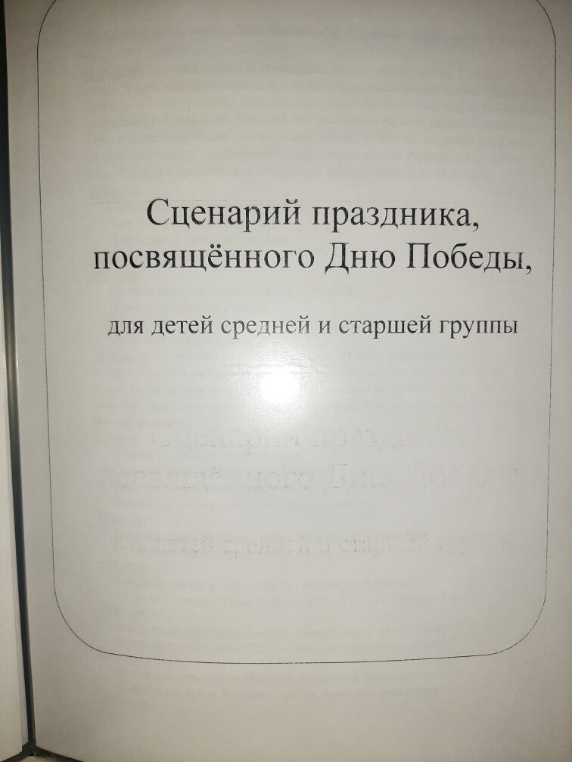 Сценарий праздника,
посвящённого Дню Победы,
для детей средней и старшей группы